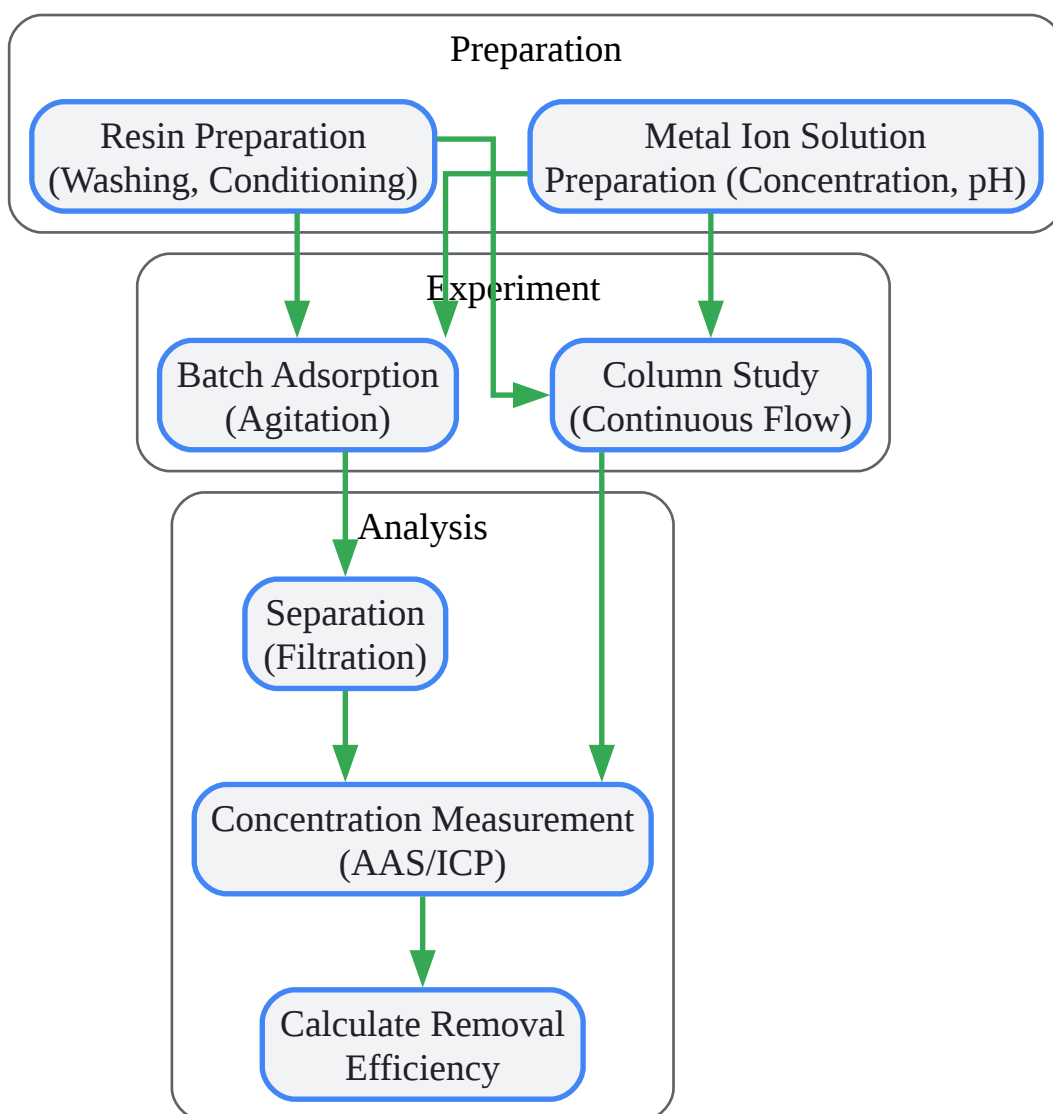 Preparation
Resin Preparation
(Washing, Conditioning)
Metal Ion Solution
Preparation (Concentration, pH)
Experiment
Batch Adsorption
(Agitation)
Column Study
(Continuous Flow)
Analysis
Separation
(Filtration)
Concentration Measurement
(AAS/ICP)
Calculate Removal
Efficiency